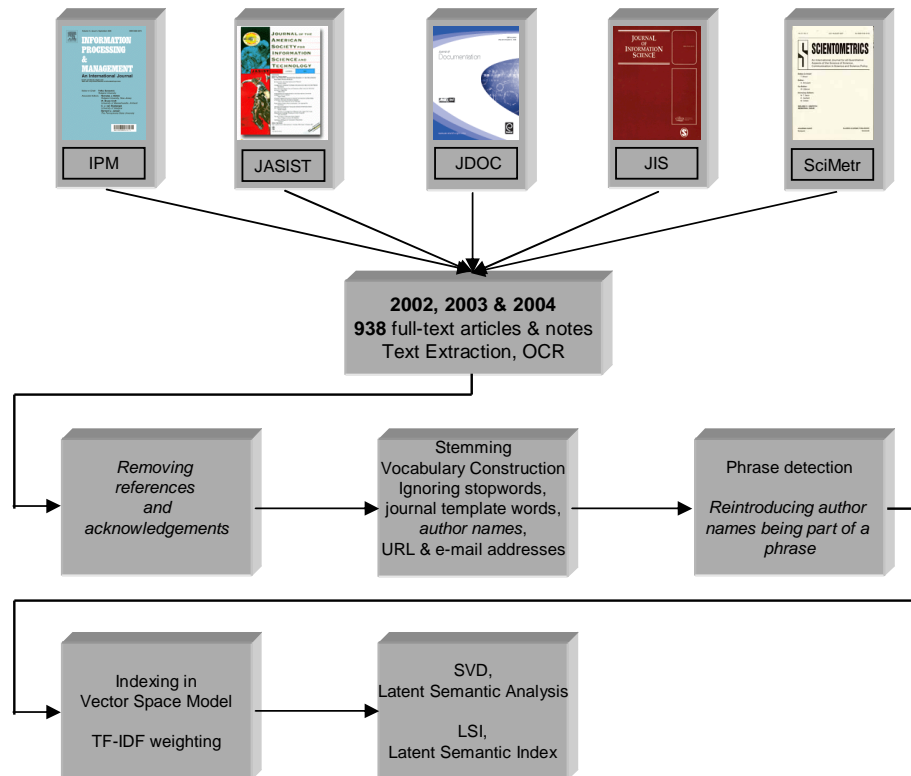 INFORMATION
PROCESSING
&
MANAGEMENT
An International Journal
JOURNAL OF THE
AMERICAN
SOCIETY FOR
INFORMATION
SCIENCE AND
TECHNOLOGY
Documentation
JOURNAL
OF INFORMATION
SCIENCE
SCIENTOMETRICS
IPM
JASIST
JDOC
JIS
SciMetr
2002, 2003 & 2004
938 full-text articles & notes
Text Extraction, OCR
Removing
references
and
acknowledgements
Stemming
Vocabulary Construction
Ignoring stopwords,
journal template words,
author names,
URL & e-mail addresses
Phrase detection
Reintroducing author
names being part of a
phrase
Indexing in
Vector Space Model
TF-IDF weighting
SVD,
Latent Semantic Analysis
LSI,
Latent Semantic Index